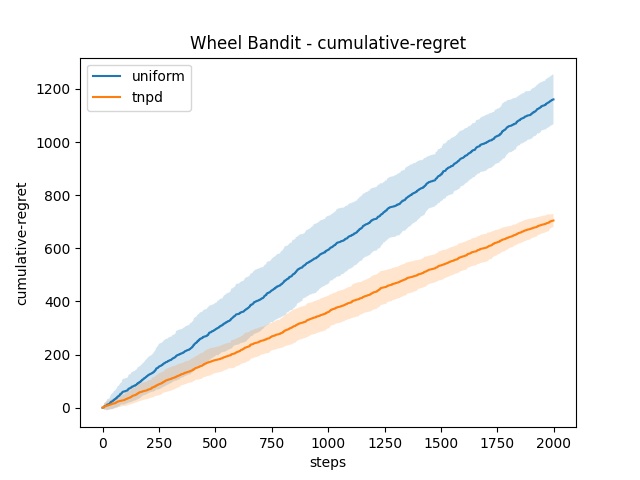 Wheel Bandit - cumulative-regret
uniform
tnpd
cumulative-regret
1200
1000
800
600
400
200
0
0 250 500 750 1000 1250 1500 1750 2000
steps